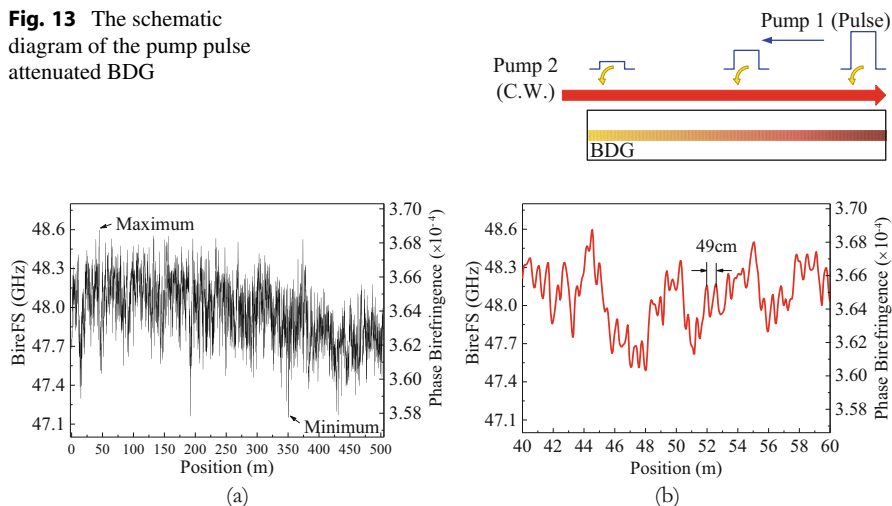 Fig. 13 The schematic
diagram of the pump pulse
attenuated BDG
Pump 1 (Pulse)
Pump 2
(C.W.)
BDG
BireFS (GHz)
48.6
48.3
48.0
47.7
47.4
47.1
Maximum
Minimum
3.70
3.68
3.66
3.64
3.62
3.60
3.58
Phase Birefringence (×10⁻⁴)
0 50 100 150 200 250 300 350 400 450 500
Position (m)
(a)
BireFS (GHz)
48.6
48.3
48.0
47.7
47.4
47.1
49cm
3.70
3.68
3.66
3.64
3.62
3.60
3.58
Phase Birefringence (×10⁻⁴)
40 42 44 46 48 50 52 54 56 58 60
Position (m)
(b)